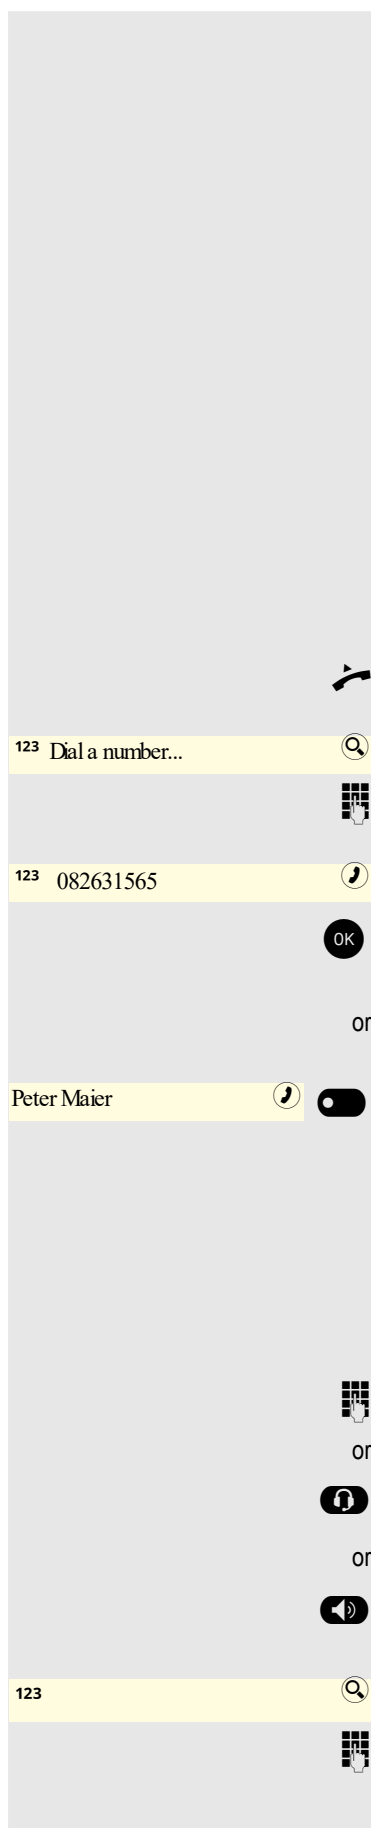 123 Dial a number...
123 082631565
OK
or
Peter Maier
or
or
123